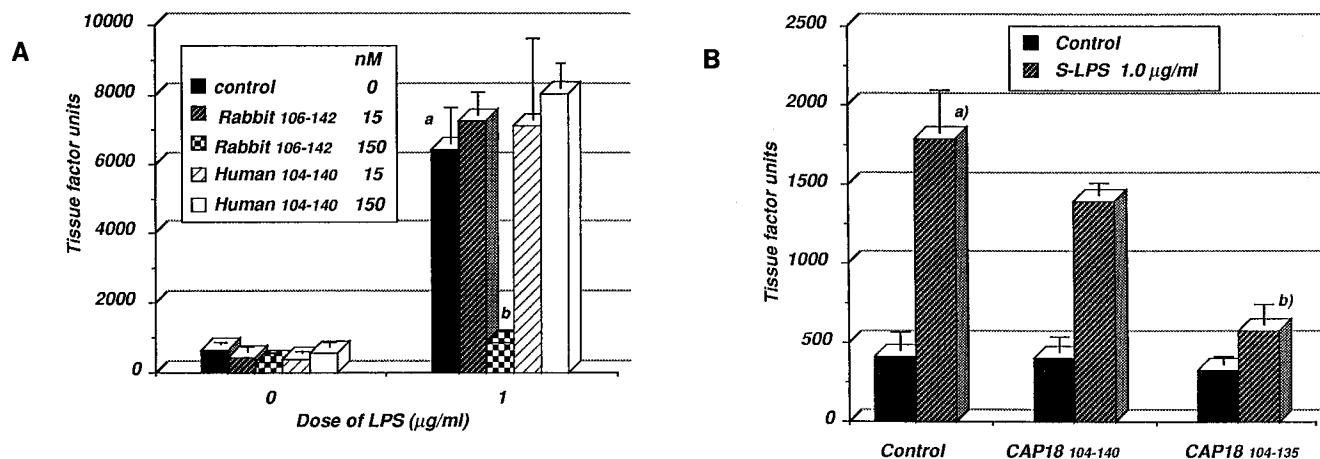 A
Tissue factor units
10000
8000
6000
4000
2000
0
nM
control 0
Rabbit 106-142 15
Rabbit 106-142 150
Human 104-140 15
Human 104-140 150
a
b
0 1
Dose of LPS (µg/ml)
B
Tissue factor units
2500
2000
1500
1000
500
0
Control
S-LPS 1.0 µg/ml
a)
b)
Control CAP18 104-140 CAP18 104-135